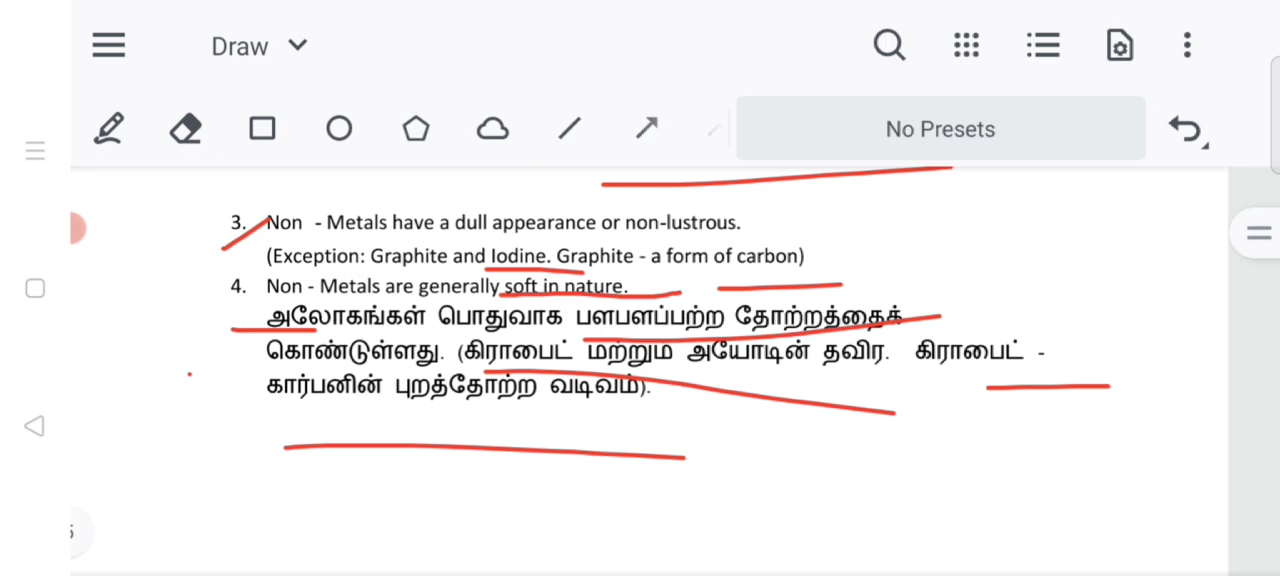 Draw
No Presets
3. Non - Metals have a dull appearance or non-lustrous.
(Exception: Graphite and Iodine. Graphite - a form of carbon)
4. Non - Metals are generally soft in nature.
அலோகங்கள் பொதுவாக பளபளப்பற்ற தோற்றத்தைக்
கொண்டுள்ளது. (கிராபைட் மற்றும் அயோடின் தவிர. கிராபைட் -
கார்பனின் புறத்தோற்ற வடிவம்).
5